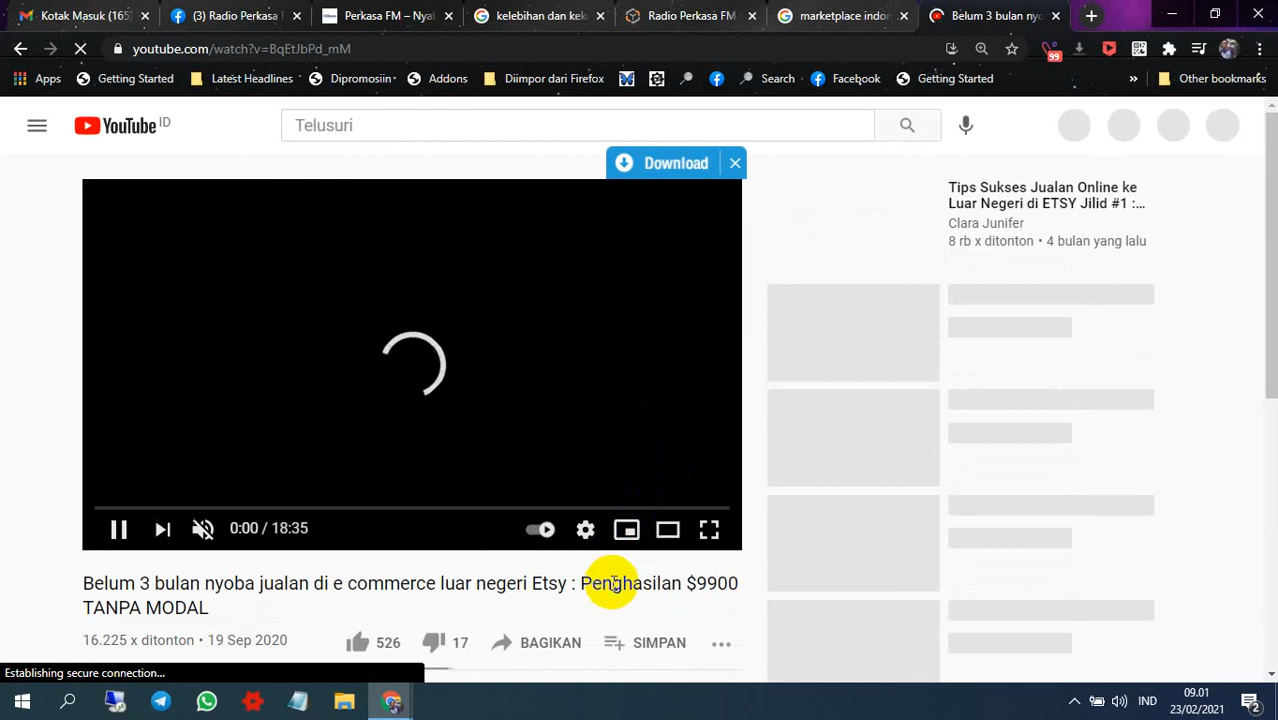 Kotak Masuk (
(3) Radio Perkasa
Perkasa FM – Nyal
kelebihan dan keka
Radio Perkasa FM
marketplace indon
Belum 3 bulan ny
youtube.com/watch?v=BqEtJbPd_mM
99
Apps
Getting Started
Latest Headlines
Dipromosiin
Addons
Diimpor dari Firefox
Search
Facebook
Getting Started
»
Other bookmarks
YouTube ID
Telusuri
Download
Tips Sukses Jualan Online ke
Luar Negeri di ETSY Jilid #1 :...
Clara Junifer
8 rb x ditonton • 4 bulan yang lalu
0:00 / 18:35
Belum 3 bulan nyoba jualan di e commerce luar negeri Etsy : Penghasilan $9900
TANPA MODAL
16.225 x ditonton • 19 Sep 2020
526
17
BAGIKAN
SIMPAN
Establishing secure connection...
IND
09.01
23/02/2021
2